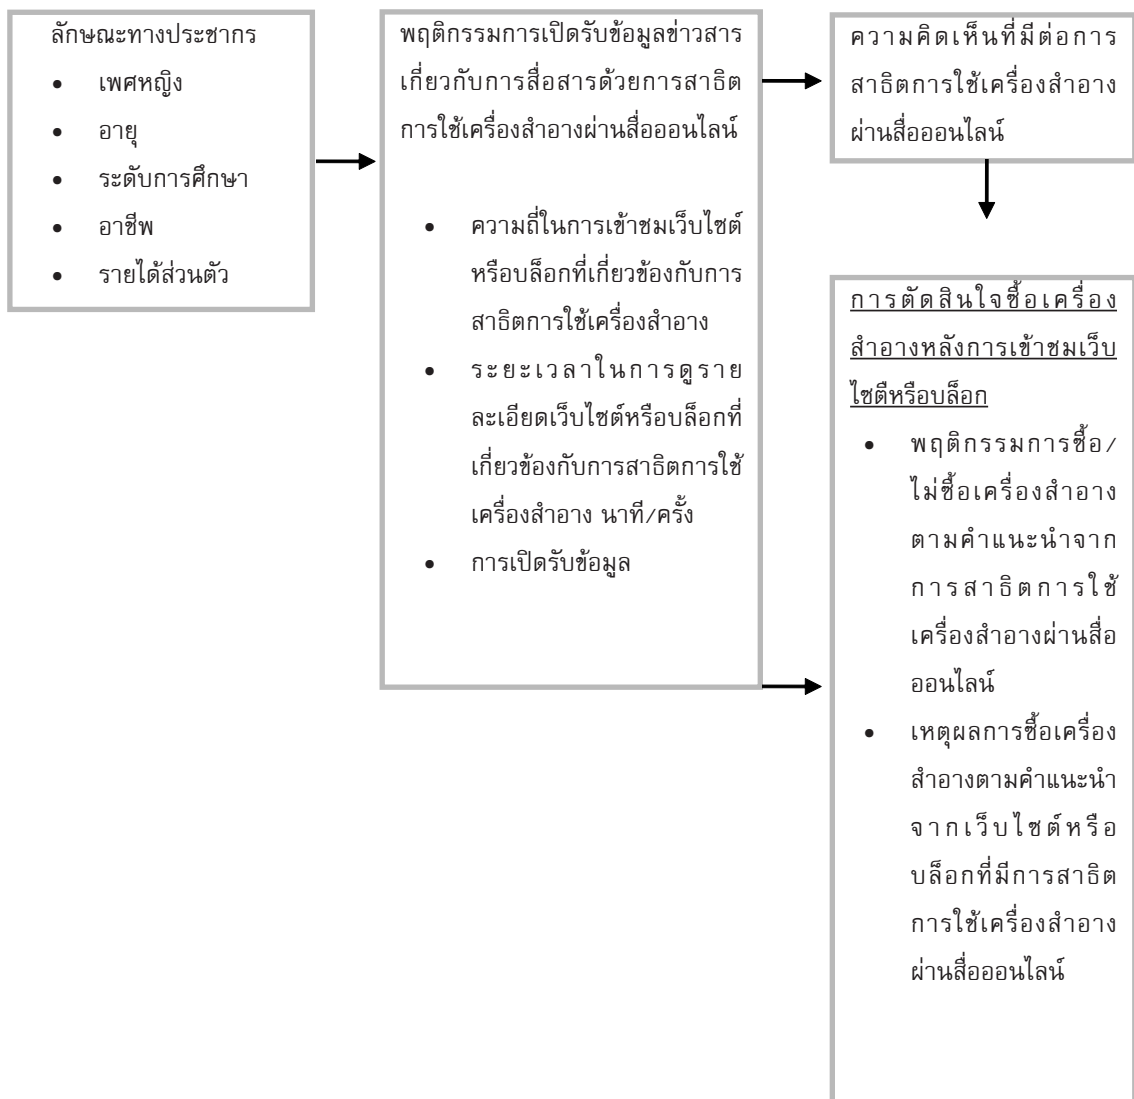 ลักษณะทางประชากร
• เพศหญิง
• อายุ
• ระดับการศึกษา
• อาชีพ
• รายได้ส่วนตัว
พฤติกรรมการเปิดรับข้อมูลข่าวสาร
เกี่ยวกับการสื่อสารด้วยการสาธิต
การใช้เครื่องสำอางผ่านสื่อออนไลน์
• ความถี่ในการเข้าชมเว็บไซต์
หรือบล็อกที่เกี่ยวข้องกับการ
สาธิตการใช้เครื่องสำอาง
• ระยะเวลาในการดูราย
ละเอียดเว็บไซต์หรือบล็อกที่
เกี่ยวข้องกับการสาธิตการใช้
เครื่องสำอาง นาที/ครั้ง
• การเปิดรับข้อมูล
ความคิดเห็นที่มีต่อการ
สาธิตการใช้เครื่องสำอาง
ผ่านสื่อออนไลน์
การตัดสินใจซื้อเครื่อง
สำอางหลังการเข้าชมเว็บ
ไซตืหรือบล็อก
• พฤติกรรมการซื้อ/
ไม่ซื้อเครื่องสำอาง
ตามคำแนะนำจาก
การสาธิตการใช้
เครื่องสำอางผ่านสื่อ
ออนไลน์
• เหตุผลการซื้อเครื่อง
สำอางตามคำแนะนำ
จากเว็บไซต์หรือ
บล็อกที่มีการสาธิต
การใช้เครื่องสำอาง
ผ่านสื่อออนไลน์